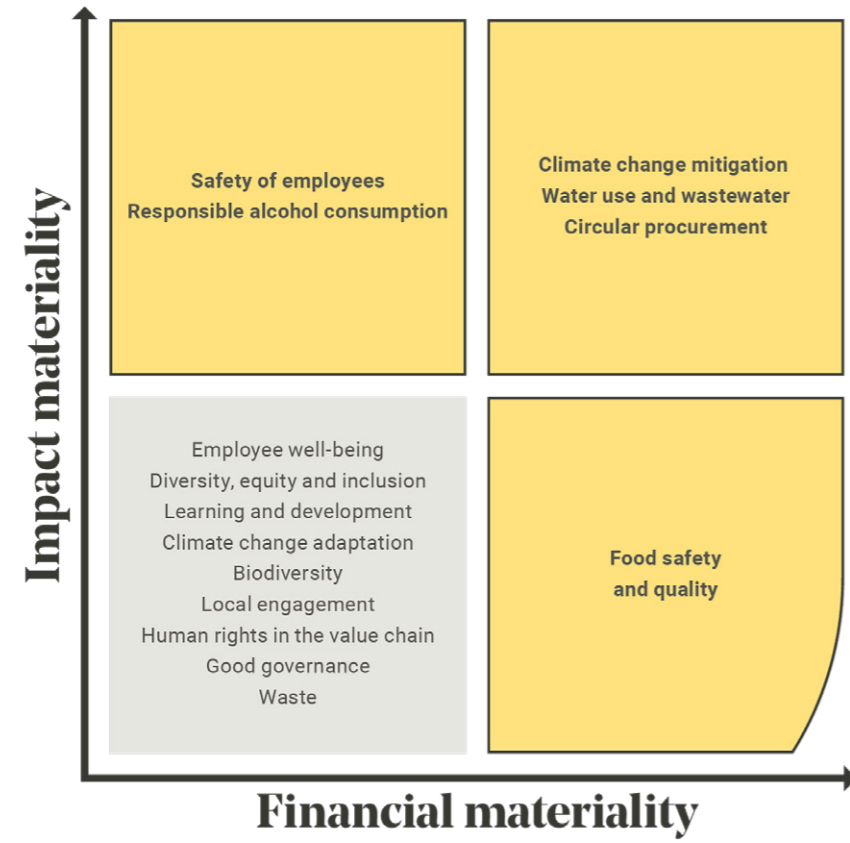 Impact materiality
Safety of employees
Responsible alcohol consumption
Climate change mitigation
Water use and wastewater
Circular procurement
Employee well-being
Diversity, equity and inclusion
Learning and development
Climate change adaptation
Biodiversity
Local engagement
Human rights in the value chain
Good governance
Waste
Food safety
and quality
Financial materiality